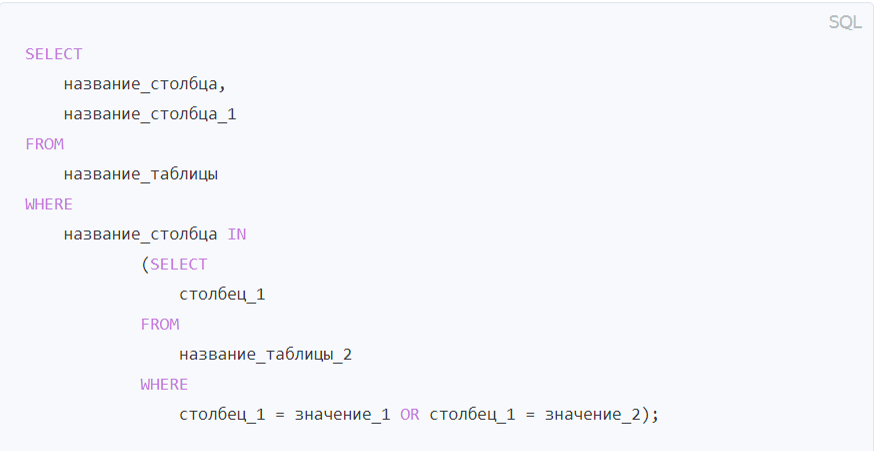 SQL
SELECT
название_столбца,
название_столбца_1
FROM
название_таблицы
WHERE
название_столбца IN
(SELECT
столбец_1
FROM
название_таблицы_2
WHERE
столбец_1 = значение_1 OR столбец_1 = значение_2);